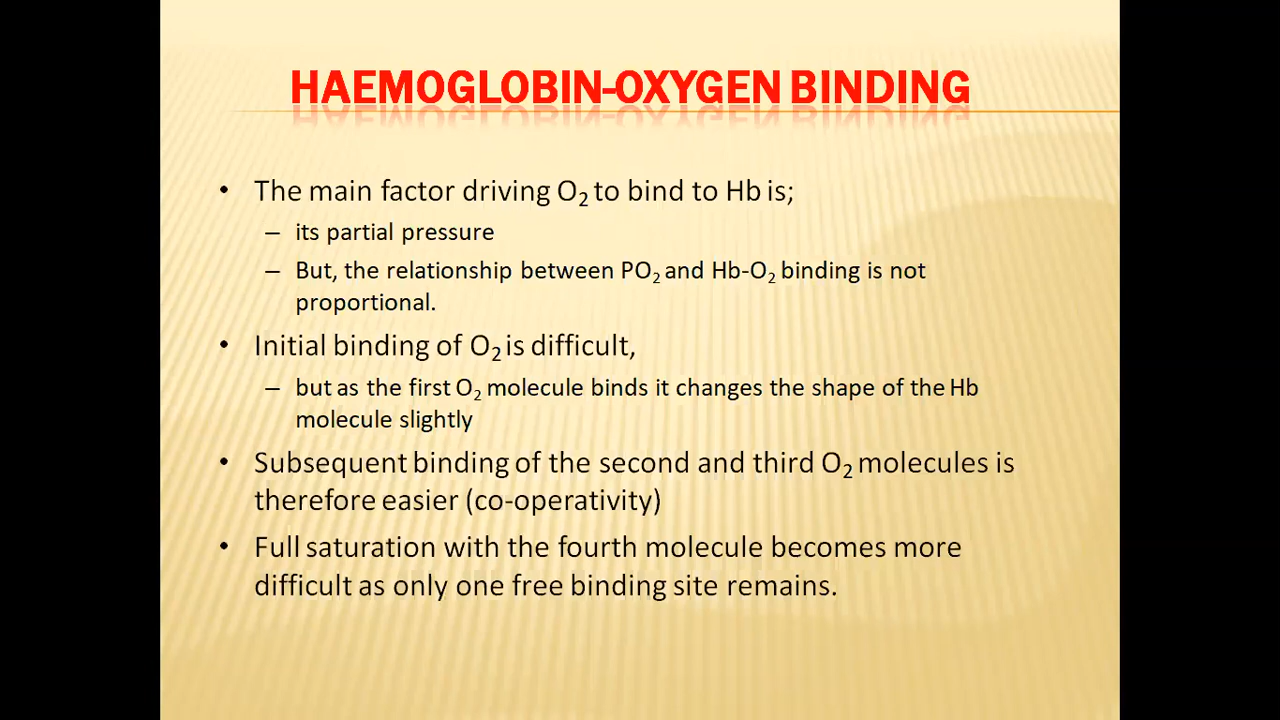 HAEMOGLOBIN-OXYGEN BINDING
• The main factor driving O₂ to bind to Hb is;
– its partial pressure
– But, the relationship between PO₂ and Hb-O₂ binding is not
proportional.
• Initial binding of O₂ is difficult,
– but as the first O₂ molecule binds it changes the shape of the Hb
molecule slightly
• Subsequent binding of the second and third O₂ molecules is
therefore easier (co-operativity)
• Full saturation with the fourth molecule becomes more
difficult as only one free binding site remains.